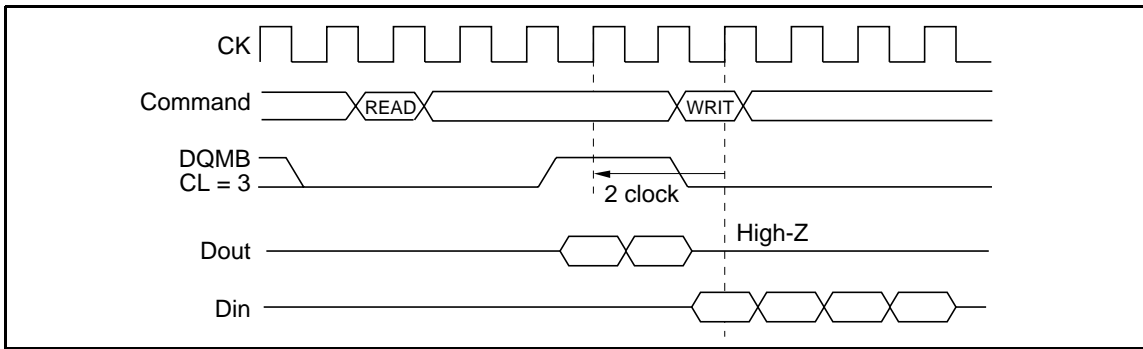 CK
Command
READ
WRIT
DQMB
CL = 3
2 clock
High-Z
Dout
Din